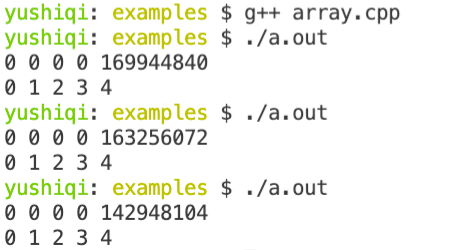 yushiqi: examples $ g++ array.cpp
yushiqi: examples $ ./a.out
0 0 0 0 169944840
0 1 2 3 4
yushiqi: examples $ ./a.out
0 0 0 0 163256072
0 1 2 3 4
yushiqi: examples $ ./a.out
0 0 0 0 142948104
0 1 2 3 4